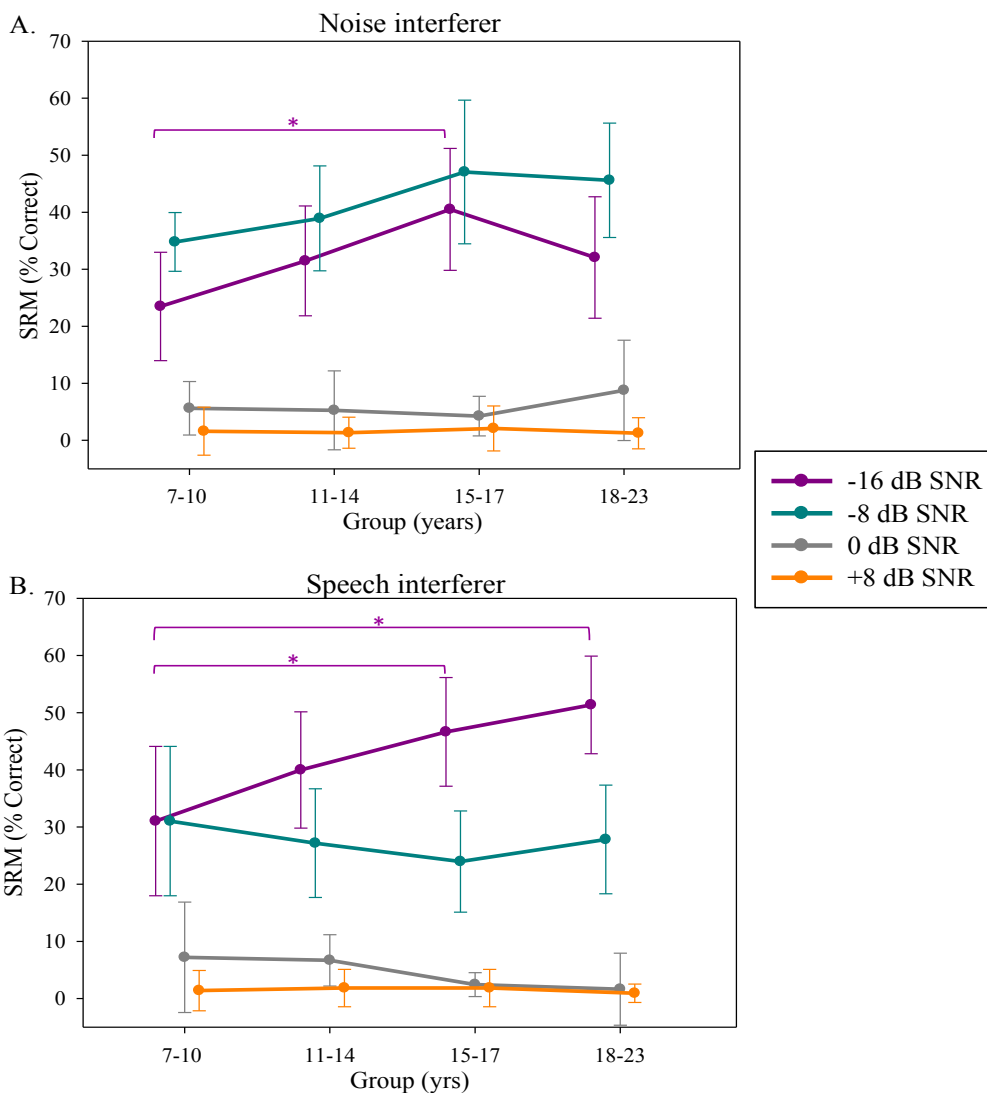 A.
Noise interferer
70
60
50
40
30
20
10
0
SRM (% Correct)
*
7-10 11-14 15-17 18-23
Group (years)
-16 dB SNR
-8 dB SNR
0 dB SNR
+8 dB SNR
B.
Speech interferer
70
60
50
40
30
20
10
0
SRM (% Correct)
*
*
7-10 11-14 15-17 18-23
Group (yrs)